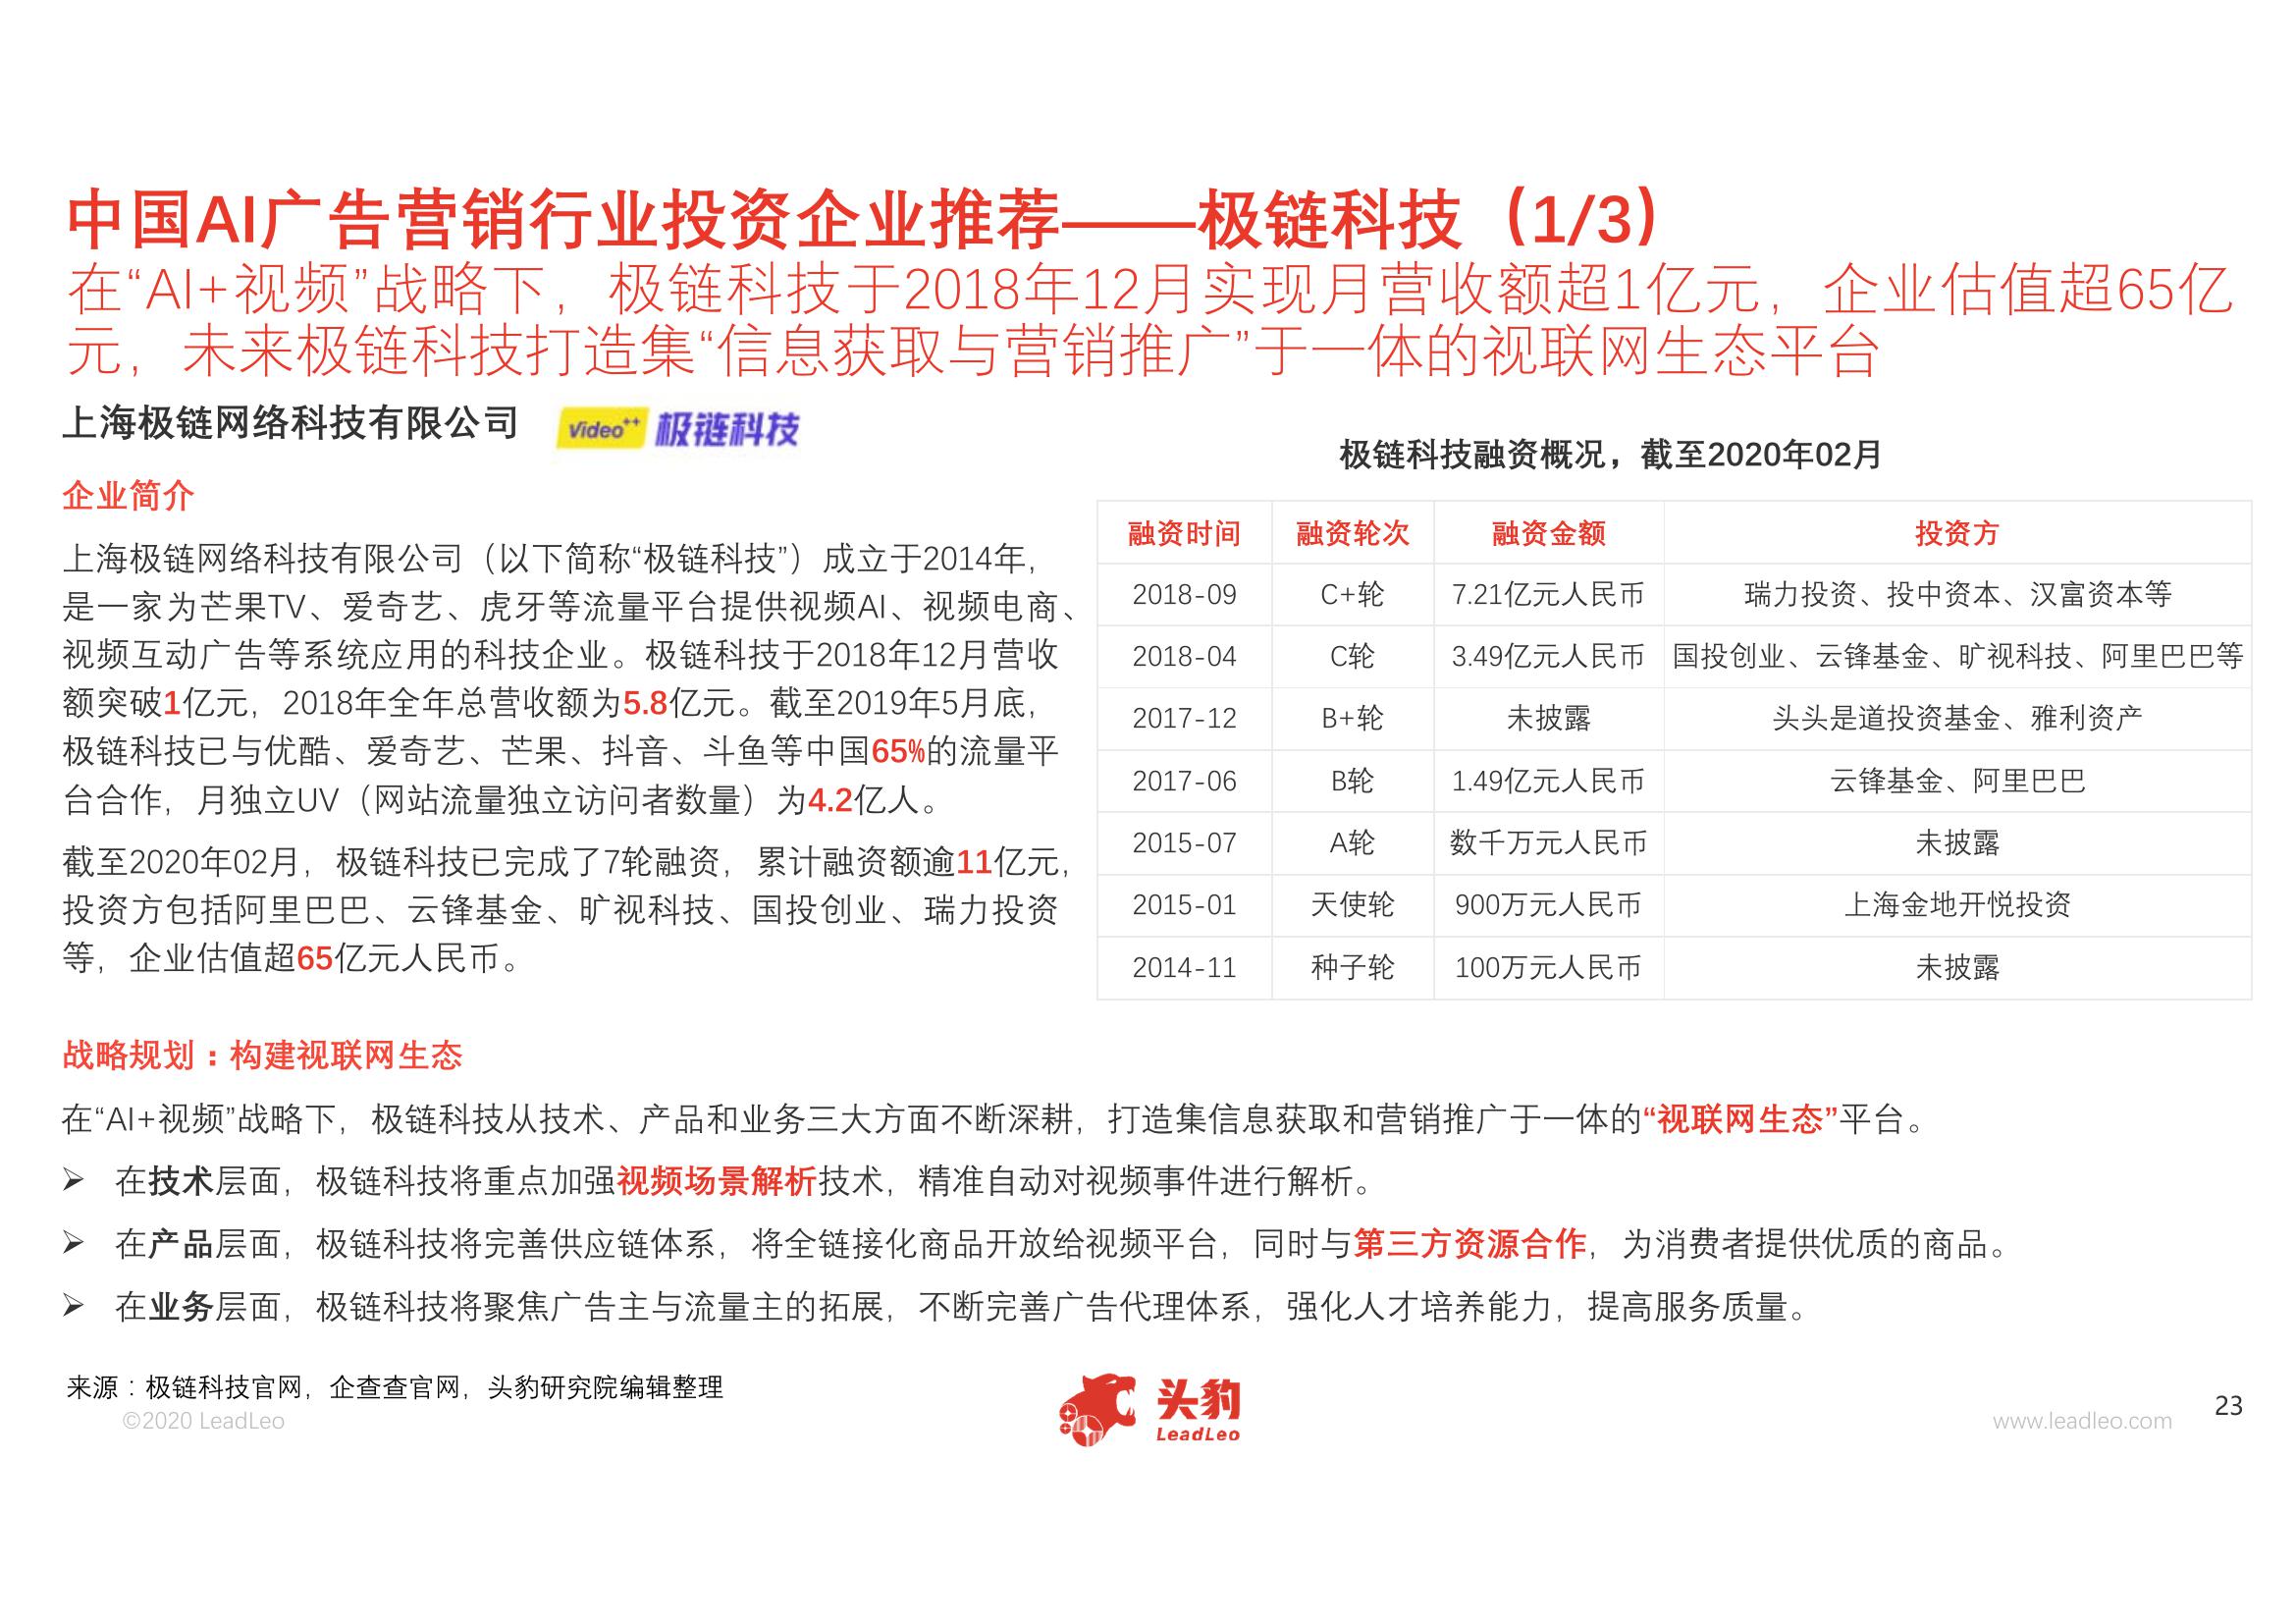 中国AI广告营销行业投资企业推荐——极链科技（1/3）
在“AI+视频”战略下，极链科技于2018年12月实现月营收额超1亿元，企业估值超65亿
元，未来极链科技打造集“信息获取与营销推广”于一体的视联网生态平台
上海极链网络科技有限公司
Video++ 极链科技
企业简介
上海极链网络科技有限公司（以下简称“极链科技”）成立于2014年，
是一家为芒果TV、爱奇艺、虎牙等流量平台提供视频AI、视频电商、
视频互动广告等系统应用的科技企业。极链科技于2018年12月营收
额突破1亿元，2018年全年总营收额为5.8亿元。截至2019年5月底，
极链科技已与优酷、爱奇艺、芒果、抖音、斗鱼等中国65%的流量平
台合作，月独立UV（网站流量独立访问者数量）为4.2亿人。
截至2020年02月，极链科技已完成了7轮融资，累计融资额逾11亿元，
投资方包括阿里巴巴、云锋基金、旷视科技、国投创业、瑞力投资
等，企业估值超65亿元人民币。
极链科技融资概况，截至2020年02月
融资时间 融资轮次 融资金额 投资方
2018-09 C+轮 7.21亿元人民币 瑞力投资、投中资本、汉富资本等
2018-04 C轮 3.49亿元人民币 国投创业、云锋基金、旷视科技、阿里巴巴等
2017-12 B+轮 未披露 头头是道投资基金、雅利资产
2017-06 B轮 1.49亿元人民币 云锋基金、阿里巴巴
2015-07 A轮 数千万元人民币 未披露
2015-01 天使轮 900万元人民币 上海金地开悦投资
2014-11 种子轮 100万元人民币 未披露
战略规划：构建视联网生态
在“AI+视频”战略下，极链科技从技术、产品和业务三大方面不断深耕，打造集信息获取和营销推广于一体的“视联网生态”平台。
➢ 在技术层面，极链科技将重点加强视频场景解析技术，精准自动对视频事件进行解析。
➢ 在产品层面，极链科技将完善供应链体系，将全链接化商品开放给视频平台，同时与第三方资源合作，为消费者提供优质的商品。
➢ 在业务层面，极链科技将聚焦广告主与流量主的拓展，不断完善广告代理体系，强化人才培养能力，提高服务质量。
来源：极链科技官网，企查查官网，头豹研究院编辑整理
©2020 LeadLeo
头豹
LeadLeo
www.leadleo.com
23